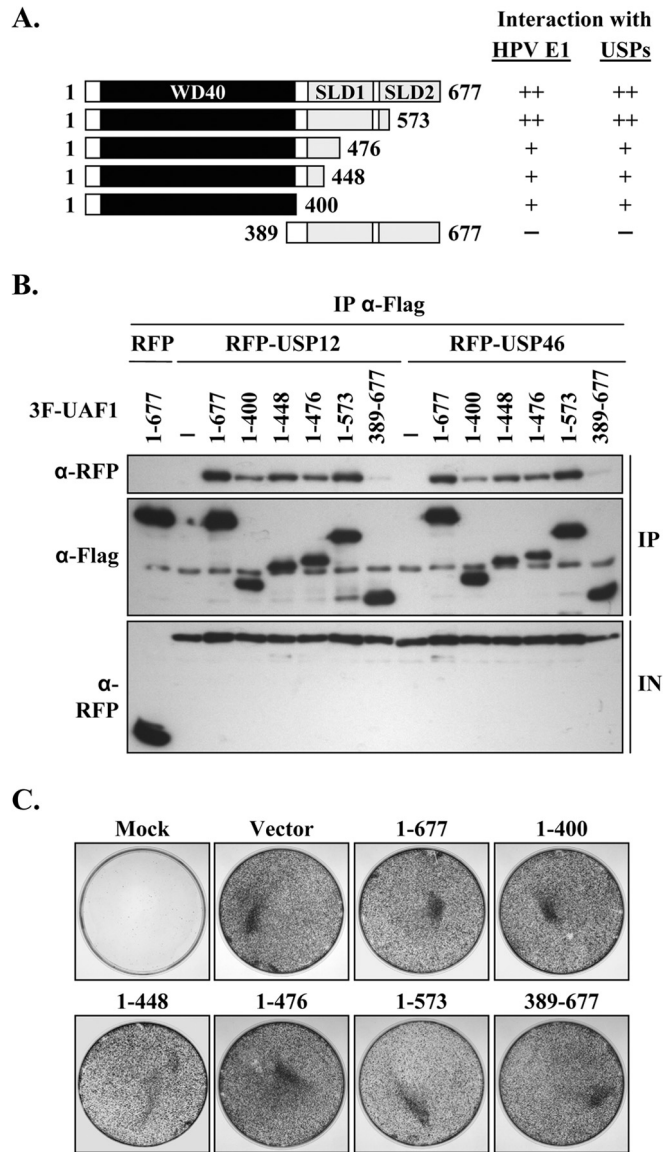 A.
Interaction with
HPV E1 USPs
1 WD40 SLD1 SLD2 677 ++ ++
1 573 ++ ++
1 476 + +
1 448 + +
1 400 + +
389 677 – –
B.
IP α-Flag
RFP RFP-USP12 RFP-USP46
3F-UAF1 1-677 – 1-677 1-400 1-448 1-476 1-573 389-677 – 1-677 1-400 1-448 1-476 1-573 389-677
α-RFP
α-Flag
IP
α-
RFP
IN
C.
Mock Vector 1-677 1-400
1-448 1-476 1-573 389-677